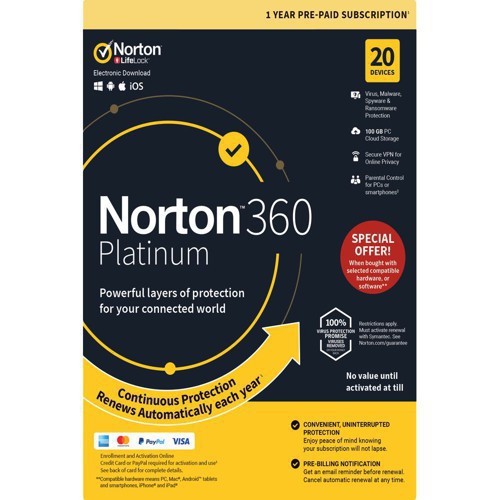 1 YEAR PRE-PAID SUBSCRIPTION¹
Norton
LifeLock
Electronic Download
iOS
20
DEVICES
Virus, Malware,
Spyware &
Ransomware
Protection
100 GB PC
Cloud Storage
Secure VPN for
Online Privacy
Parental Control
for PCs or
smartphones‡
Norton™ 360
Platinum
Powerful layers of protection
for your connected world
SPECIAL
OFFER!
When bought with
selected compatible
hardware, or
software**
100%
VIRUS PROTECTION
PROMISE
VIRUSES
REMOVED
Restrictions apply.
Must activate renewal
with Symantec. See
Norton.com/guarantee
No value until
activated at till
Continuous Protection
Renews Automatically each year¹
PayPal
VISA
Enrollment and Activation Online
Credit Card or PayPal required for activation and use¹
See back of card for complete details.
**Compatible hardware means PC, Mac®, Android™ tablets
and smartphones, iPhone® and iPad®.
CONVENIENT, UNINTERRUPTED
PROTECTION
Enjoy peace of mind knowing
your subscription will not lapse.
PRE-BILLING NOTIFICATION
Get an email reminder before renewal.
Cancel automatic renewal at any time.